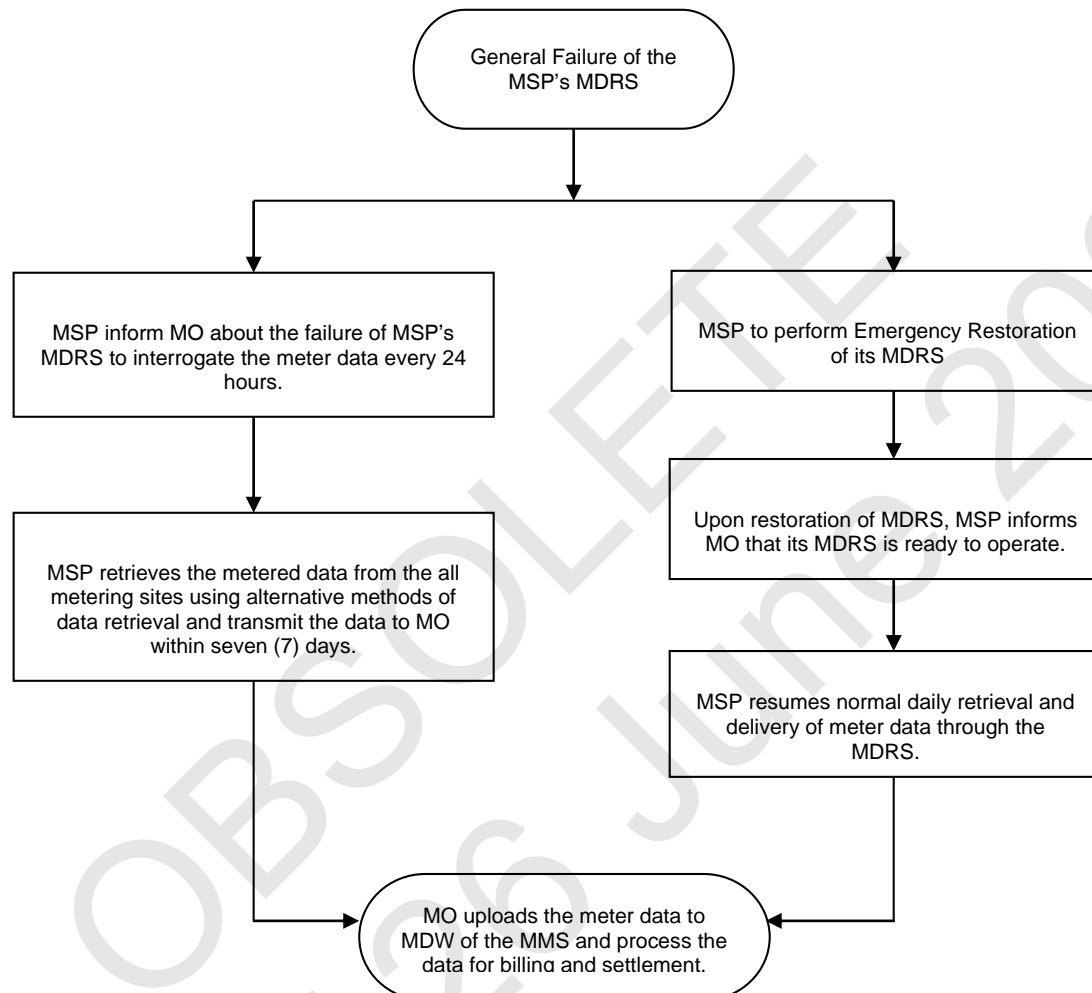 General Failure of the
MSP's MDRS
MSP inform MO about the failure of MSP's
MDRS to interrogate the meter data every 24
hours.
MSP to perform Emergency Restoration
of its MDRS
MSP retrieves the metered data from the all
metering sites using alternative methods of
data retrieval and transmit the data to MO
within seven (7) days.
Upon restoration of MDRS, MSP informs
MO that its MDRS is ready to operate.
MSP resumes normal daily retrieval and
delivery of meter data through the
MDRS.
MO uploads the meter data to
MDW of the MMS and process the
data for billing and settlement.
OBSOLETE
26 June